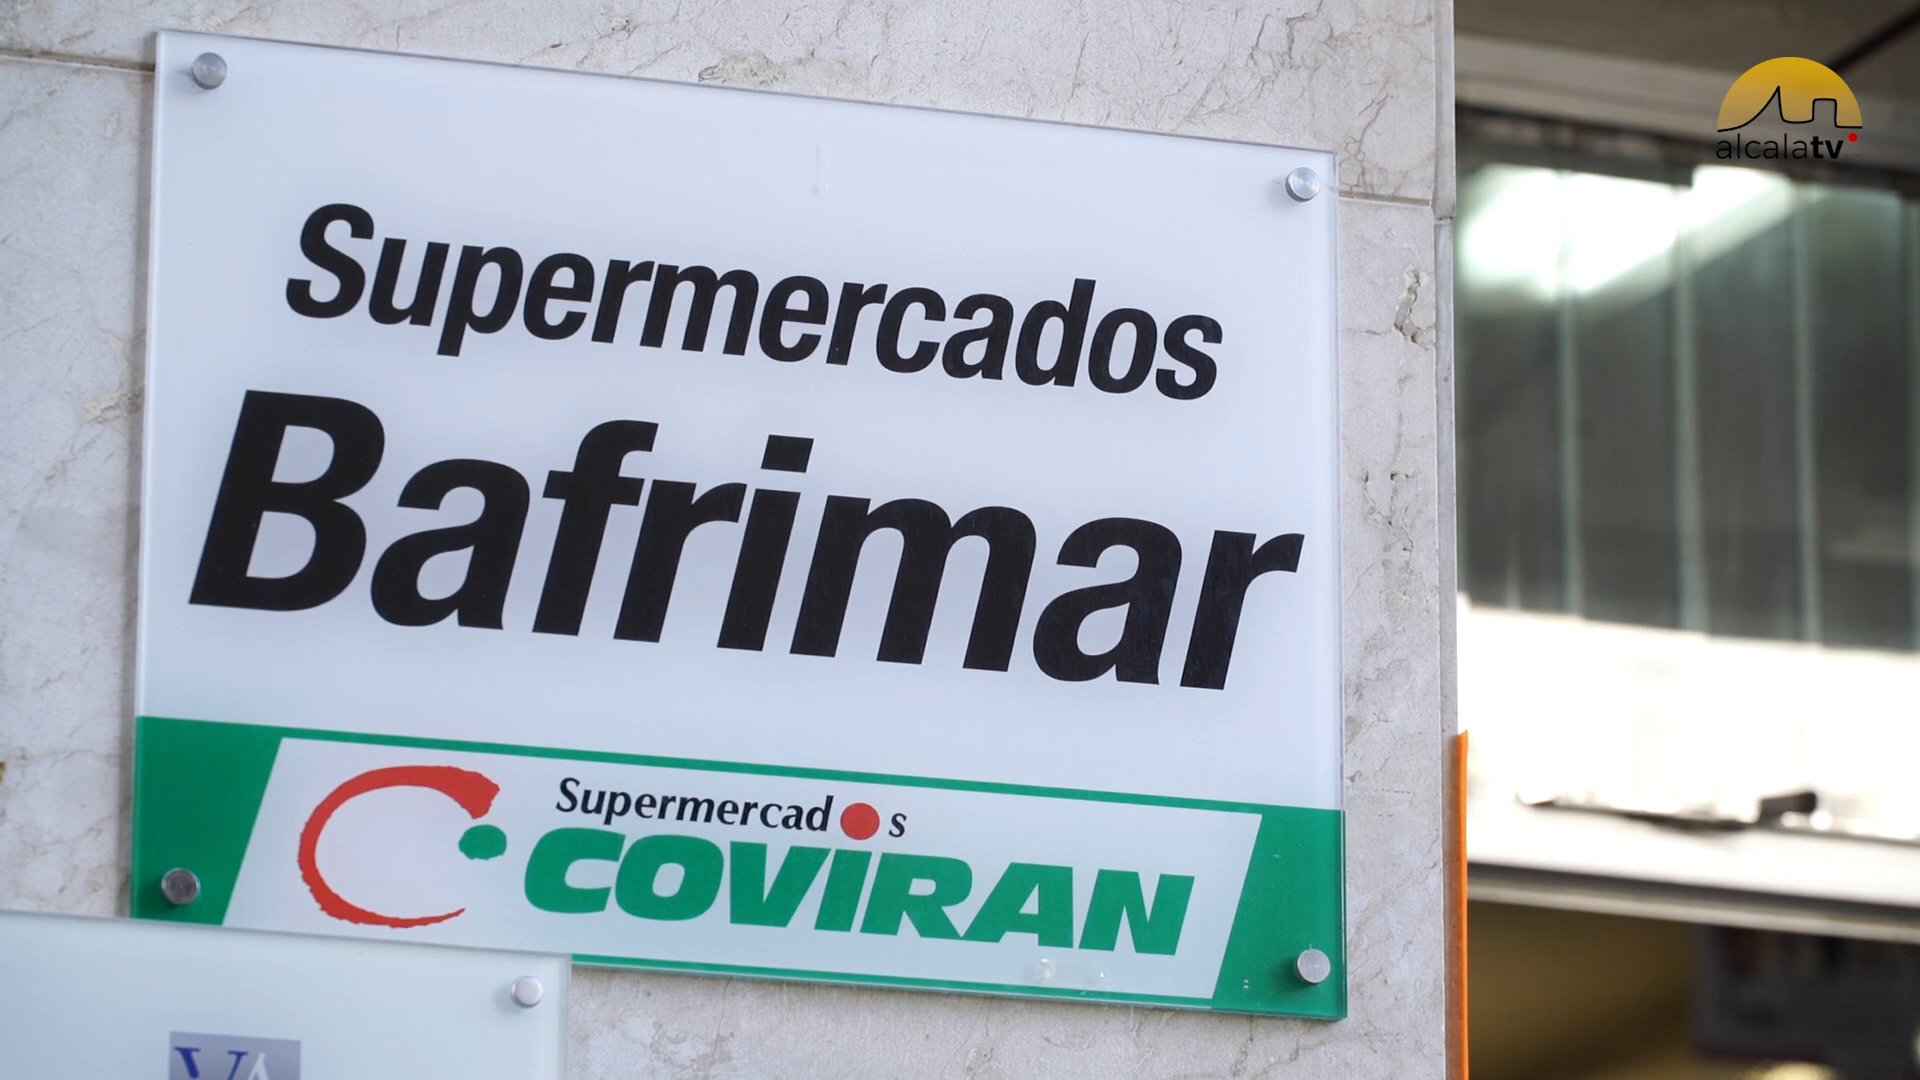 alcalatv
Supermercados
Bafrimar
Supermercados
COVIRAN